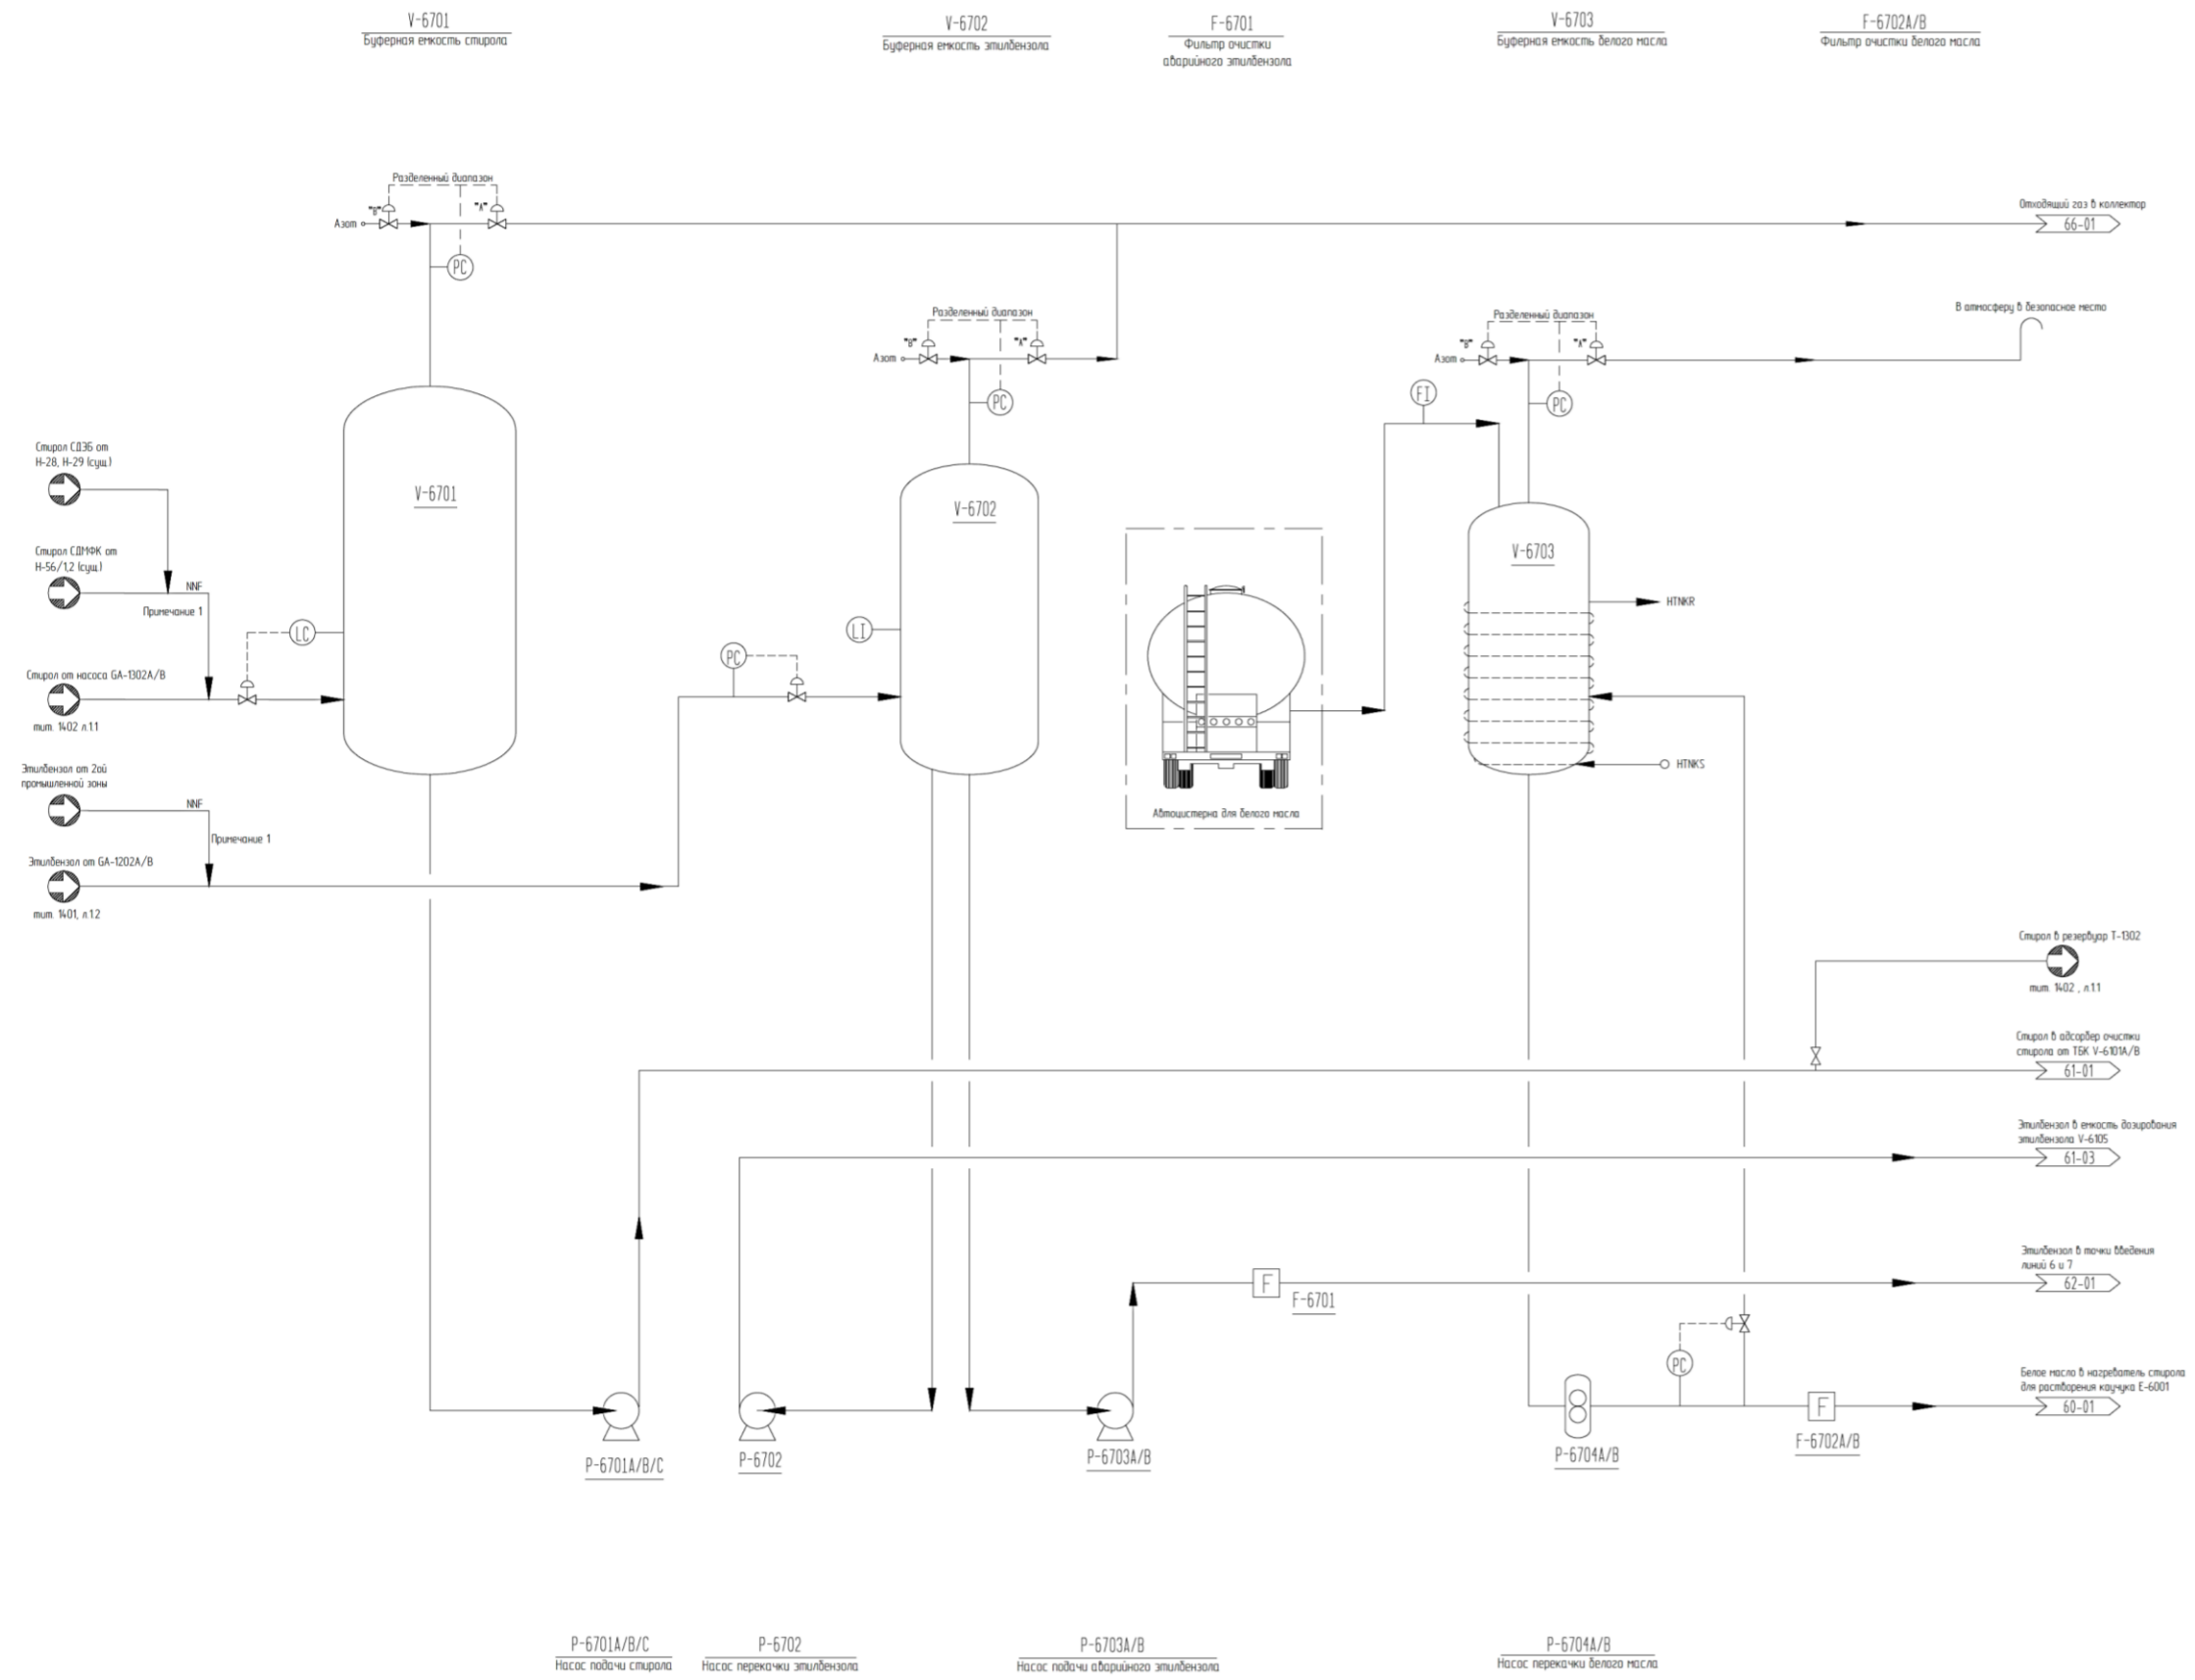 V-6701
Буферная емкость стирола
V-6702
Буферная емкость этилбензола
F-6701
Фильтр очистки
аварийного этилбензола
V-6703
Буферная емкость белого масла
F-6702A/B
Фильтр очистки белого масла
Разделенный диапазон
"B"
"A"
Азот
PC
Отходящий газ в коллектор
66-01
Разделенный диапазон
"B"
"A"
Азот
PC
Разделенный диапазон
"B"
"A"
Азот
PC
В атмосферу в безопасное место
FI
Стирол СДЭБ от
Н-28, Н-29 (сущ.)
V-6701
V-6702
V-6703
Стирол СДМФК от
Н-56/1,2 (сущ.)
NNF
Примечание 1
LC
LI
PC
HTNKR
Стирол от насоса GA-1302A/B
тит. 1402 л.1.1
HTNKS
Этилбензол от 2ой
промышленной зоны
NNF
Примечание 1
Автоцистерна для белого масла
Этилбензол от GA-1202A/B
тит. 1401, л.1.2
Стирол в резервуар Т-1302
тит. 1402 , л.1.1
Стирол в адсорбер очистки
стирола от ТБК V-6101A/B
61-01
Этилбензол в емкость дозирования
этилбензола V-6105
61-03
Этилбензол в точки введения
линий 6 и 7
62-01
F
F-6701
PC
Белое масло в нагреватель стирола
для растворения каучука Е-6001
60-01
F
F-6702A/B
P-6701A/B/C
P-6702
P-6703A/B
P-6704A/B
P-6701A/B/C
Насос подачи стирола
P-6702
Насос перекачки этилбензола
P-6703A/B
Насос подачи аварийного этилбензола
P-6704A/B
Насос перекачки белого масла